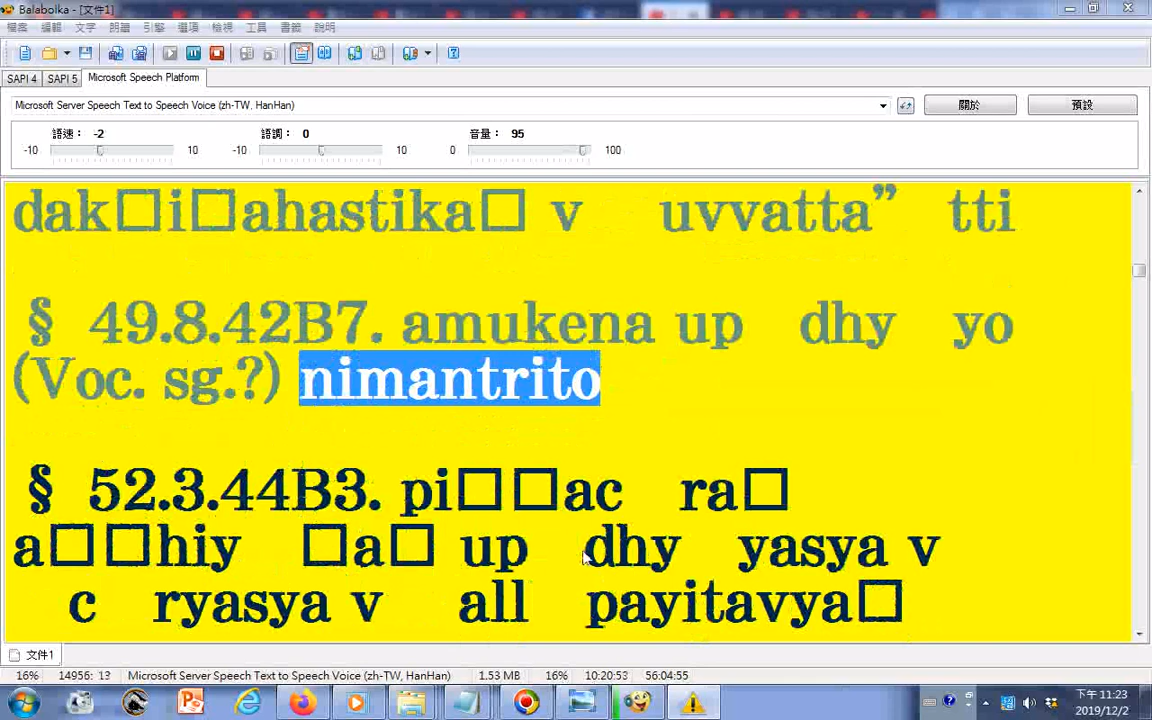 Balabolka - [文件1]
檔案 編輯 文字 朗讀 引擎 選項 檢視 工具 書籤 說明
SAPI 4 SAPI 5 Microsoft Speech Platform
Microsoft Server Speech Text to Speech Voice (zh-TW, HanHan) 關於 預設
語速： -2 語調： 0 音量： 95
-10 10 -10 10 0 100
dak□i□ahastika□ v uvvatta” tti
§ 49.8.42B7. amukena up dhy yo
(Voc. sg.?) nimantrito
§ 52.3.44B3. pi□□ac ra□
a□□hiy □a□ up dhy yasya v
c ryasya v all payitavya□
文件1
16% 14956: 13 Microsoft Server Speech Text to Speech Voice (zh-TW, HanHan) 1.53 MB 16% 10:20:53 56:04:55
下午 11:23
2019/12/2